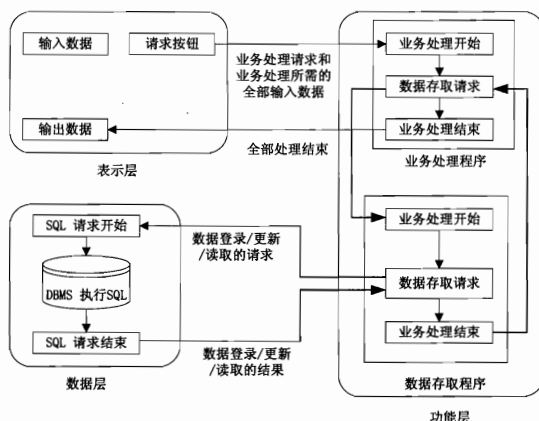 输入数据
请求按钮
业务处理请求和
业务处理所需的
全部输入数据
业务处理开始
数据存取请求
业务处理结束
业务处理程序
输出数据
全部处理结束
表示层
SQL 请求开始
DBMS 执行SQL
SQL 请求结束
数据层
数据登录/更新
/读取的请求
数据登录/更新
/读取的结果
业务处理开始
数据存取请求
业务处理结束
数据存取程序
功能层